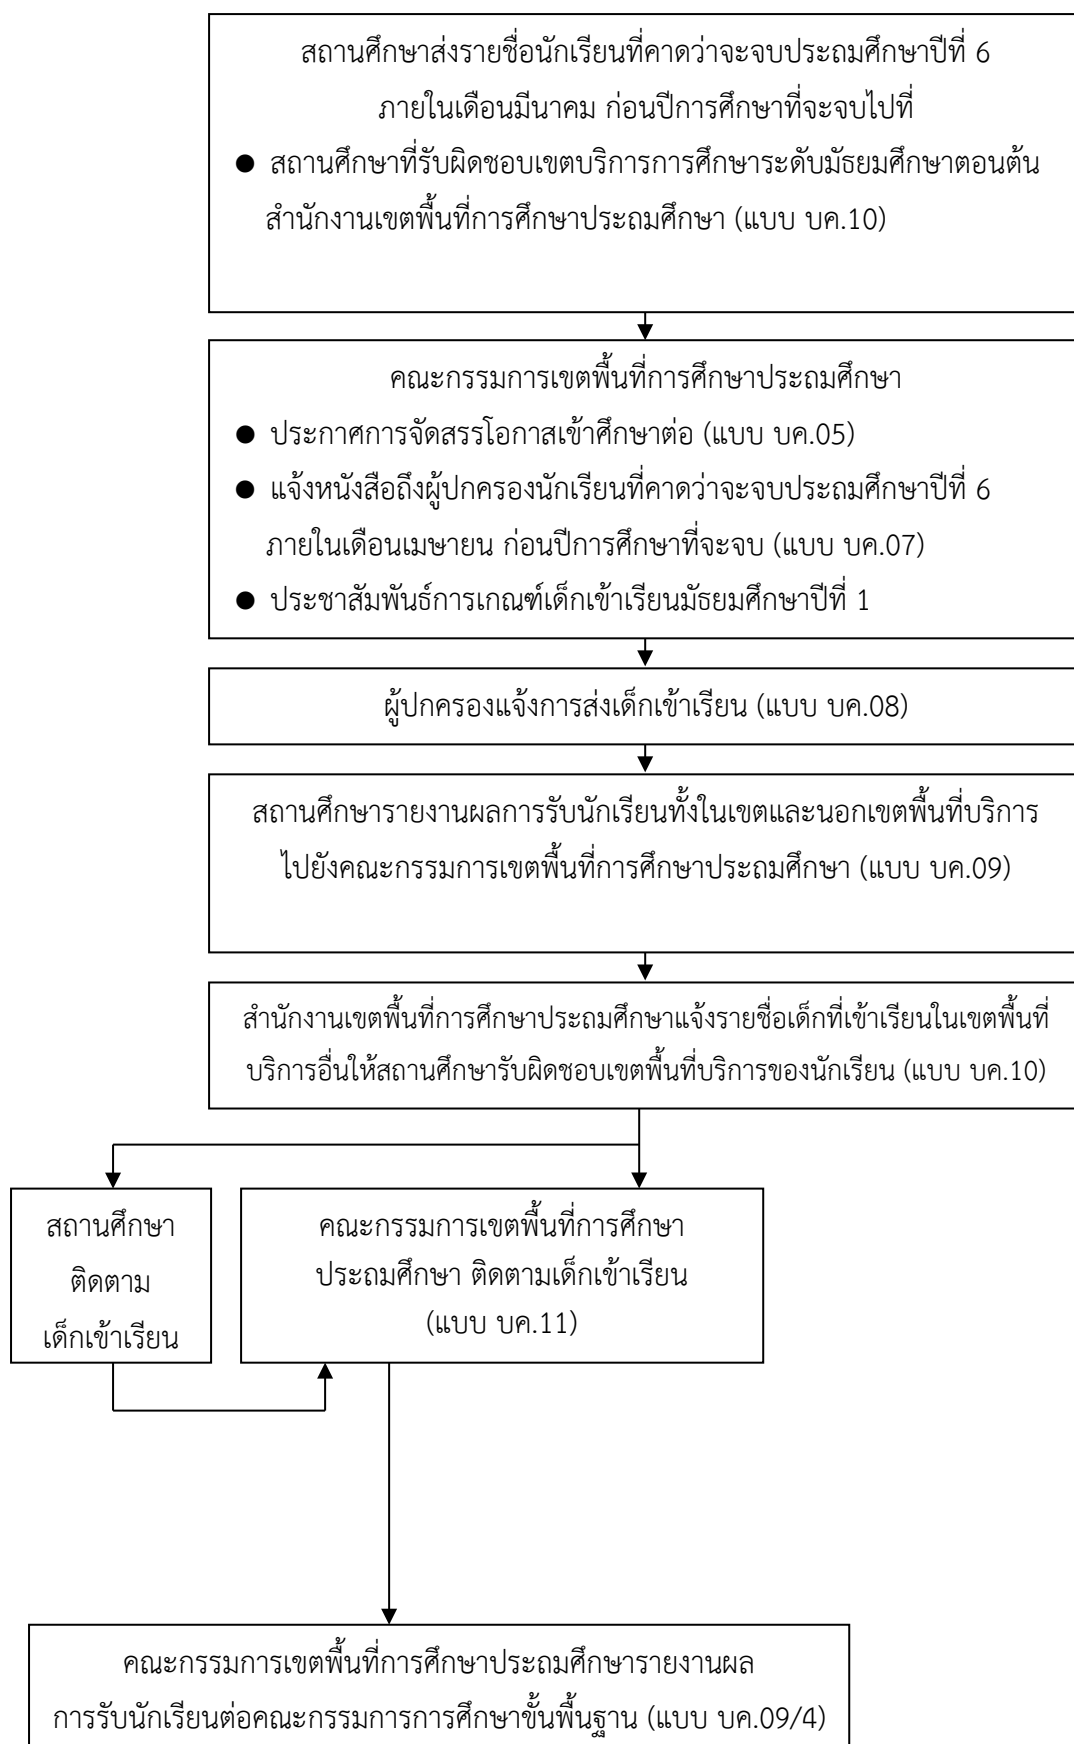 สถานศึกษาส่งรายชื่อนักเรียนที่คาดว่าจะจบประถมศึกษาปีที่ 6
ภายในเดือนมีนาคม ก่อนปีการศึกษาที่จะจบไปที่
● สถานศึกษาที่รับผิดชอบเขตบริการการศึกษาระดับมัธยมศึกษาตอนต้น
สำนักงานเขตพื้นที่การศึกษาประถมศึกษา (แบบ บค.10)
คณะกรรมการเขตพื้นที่การศึกษาประถมศึกษา
● ประกาศการจัดสรรโอกาสเข้าศึกษาต่อ (แบบ บค.05)
● แจ้งหนังสือถึงผู้ปกครองนักเรียนที่คาดว่าจะจบประถมศึกษาปีที่ 6
ภายในเดือนเมษายน ก่อนปีการศึกษาที่จะจบ (แบบ บค.07)
● ประชาสัมพันธ์การเกณฑ์เด็กเข้าเรียนมัธยมศึกษาปีที่ 1
ผู้ปกครองแจ้งการส่งเด็กเข้าเรียน (แบบ บค.08)
สถานศึกษารายงานผลการรับนักเรียนทั้งในเขตและนอกเขตพื้นที่บริการ
ไปยังคณะกรรมการเขตพื้นที่การศึกษาประถมศึกษา (แบบ บค.09)
สำนักงานเขตพื้นที่การศึกษาประถมศึกษาแจ้งรายชื่อเด็กที่เข้าเรียนในเขตพื้นที่
บริการอื่นให้สถานศึกษารับผิดชอบเขตพื้นที่บริการของนักเรียน (แบบ บค.10)
สถานศึกษา
ติดตาม
เด็กเข้าเรียน
คณะกรรมการเขตพื้นที่การศึกษา
ประถมศึกษา ติดตามเด็กเข้าเรียน
(แบบ บค.11)
คณะกรรมการเขตพื้นที่การศึกษาประถมศึกษารายงานผล
การรับนักเรียนต่อคณะกรรมการการศึกษาขั้นพื้นฐาน (แบบ บค.09/4)